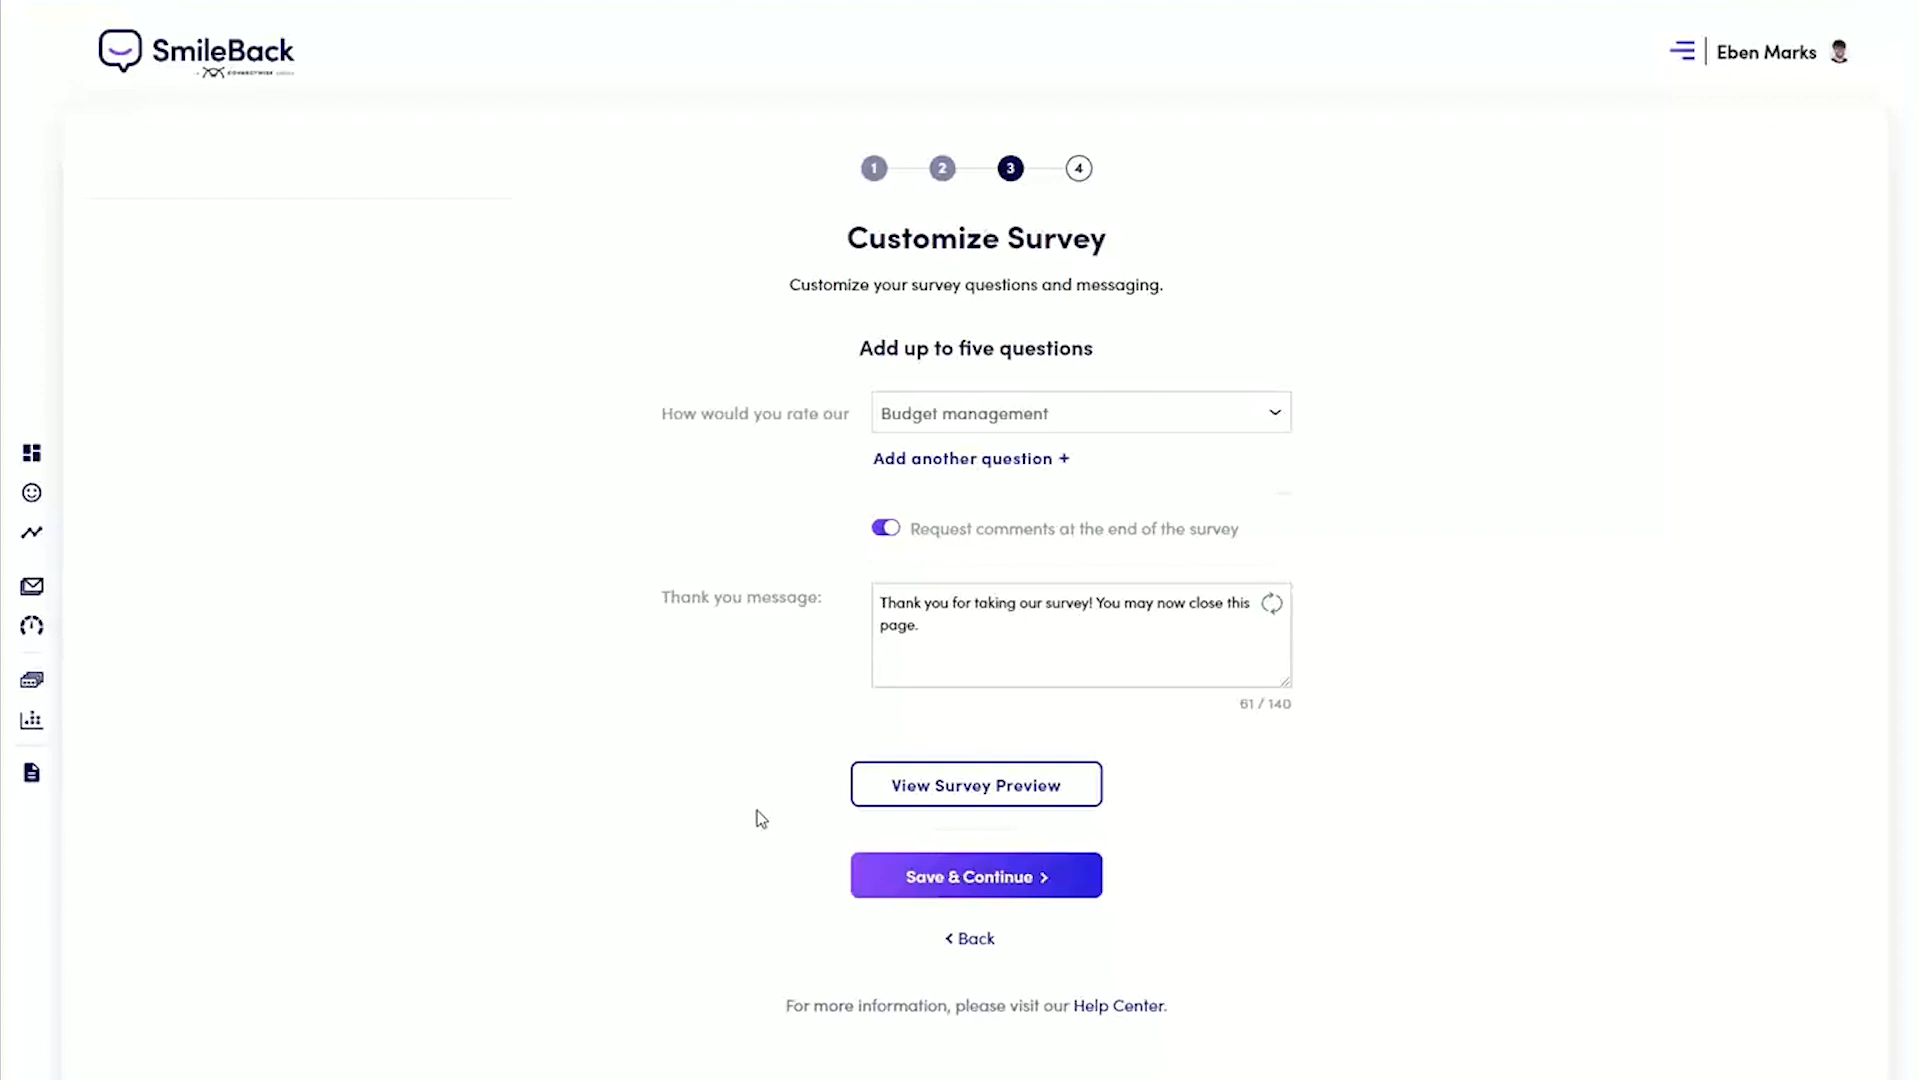 SmileBack
CONNECTWISE
Eben Marks
1
2
3
4
Customize Survey
Customize your survey questions and messaging.
Add up to five questions
How would you rate our
Budget management
Add another question +
Request comments at the end of the survey
Thank you message:
Thank you for taking our survey! You may now close this
page.
61 / 140
View Survey Preview
Save & Continue >
< Back
For more information, please visit our Help Center.